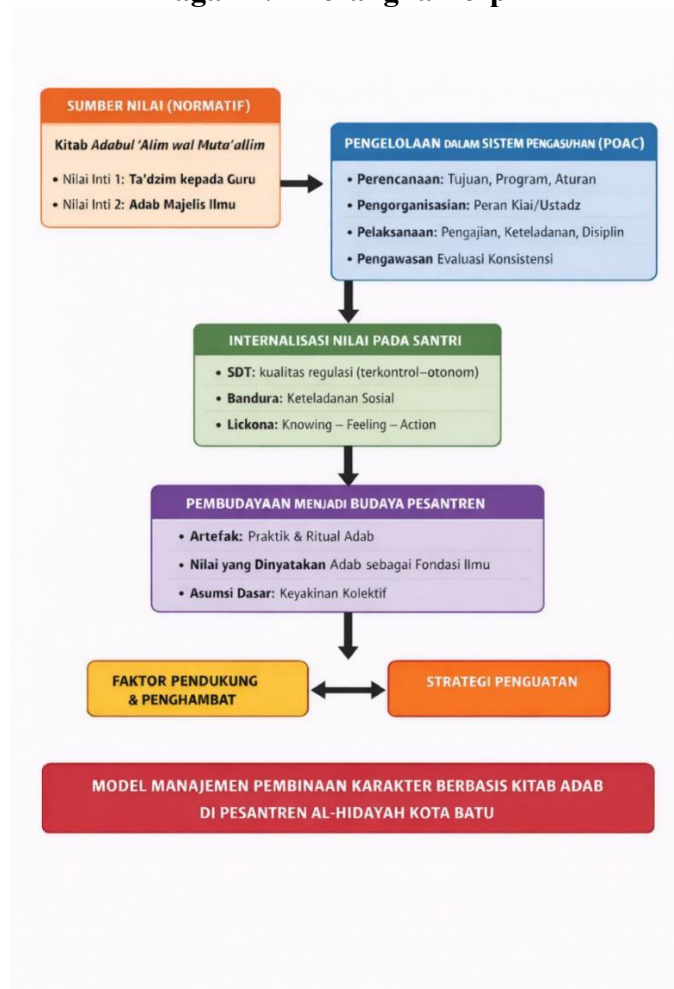 SUMBER NILAI (NORMATIF)
Kitab Adabul ‘Alim wal Muta‘allim
• Nilai Inti 1: Ta'dzim kepada Guru
• Nilai Inti 2: Adab Majelis Ilmu
PENGELOLAAN DALAM SISTEM PENGASUHAN (POAC)
• Perencanaan: Tujuan, Program, Aturan
• Pengorganisasian: Peran Kiai/Ustadz
• Pelaksanaan: Pengajian, Keteladanan, Disiplin
• Pengawasan Evaluasi Konsistensi
INTERNALISASI NILAI PADA SANTRI
• SDT: kualitas regulasi (terkontrol–otonom)
• Bandura: Keteladanan Sosial
• Lickona: Knowing – Feeling – Action
PEMBUDAYAAN MENJADI BUDAYA PESANTREN
• Artefak: Praktik & Ritual Adab
• Nilai yang Dinyatakan Adab sebagai Fondasi Ilmu
• Asumsi Dasar: Keyakinan Kolektif
FAKTOR PENDUKUNG
& PENGHAMBAT
STRATEGI PENGUATAN
MODEL MANAJEMEN PEMBINAAN KARAKTER BERBASIS KITAB ADAB
DI PESANTREN AL-HIDAYAH KOTA BATU